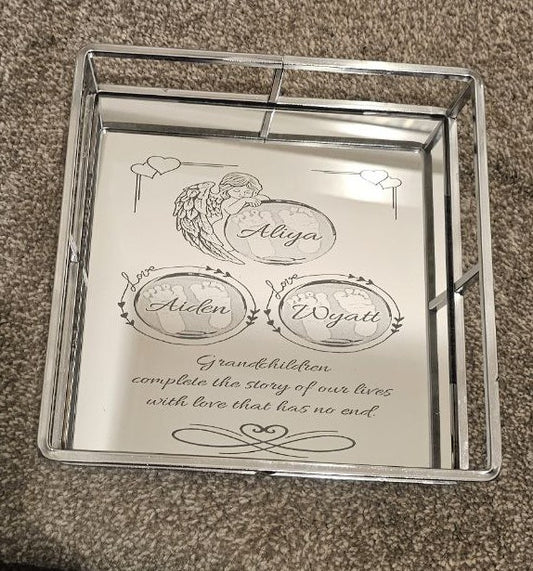 Aliya
Love
Love
Aiden
Wyatt
Grandchildren
complete the story of our lives
with love that has no end.